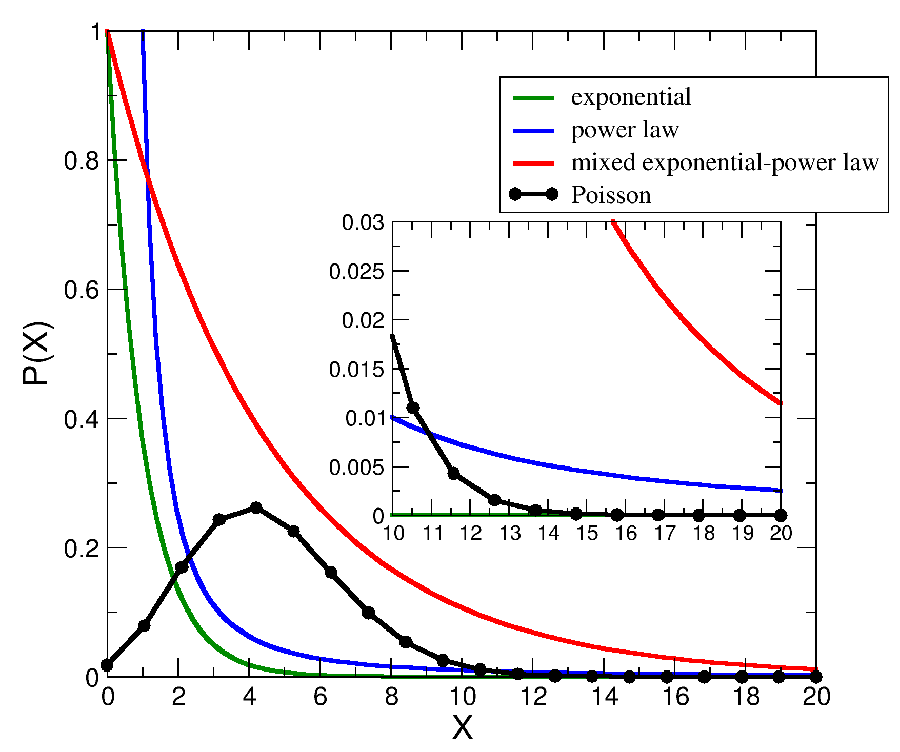 1
0.8
0.6
0.4
0.2
0
P(X)
exponential
power law
mixed exponential-power law
Poisson
0.03
0.025
0.02
0.015
0.01
0.005
0
10 11 12 13 14 15 16 17 18 19 20
0 2 4 6 8 10 12 14 16 18 20
X